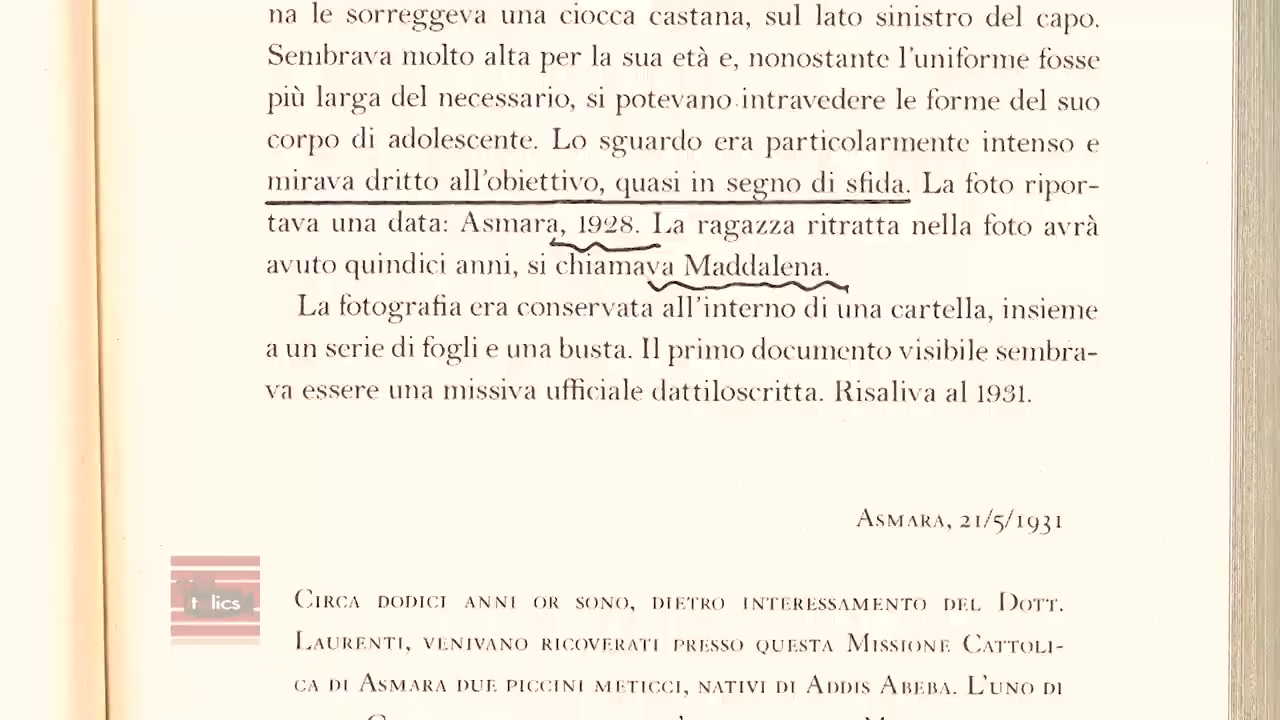 na le sorreggeva una ciocca castana, sul lato sinistro del capo.
Sembrava molto alta per la sua età e, nonostante l'uniforme fosse
più larga del necessario, si potevano intravedere le forme del suo
corpo di adolescente. Lo sguardo era particolarmente intenso e
mirava dritto all'obiettivo, quasi in segno di sfida. La foto ripor-
tava una data: Asmara, 1928. La ragazza ritratta nella foto avrà
avuto quindici anni, si chiamava Maddalena.
La fotografia era conservata all'interno di una cartella, insieme
a un serie di fogli e una busta. Il primo documento visibile sembra-
va essere una missiva ufficiale dattiloscritta. Risaliva al 1931.
Asmara, 21/5/1931
Circa dodici anni or sono, dietro interessamento del Dott.
Laurenti, venivano ricoverati presso questa Missione Cattoli-
ca di Asmara due piccini meticci, nativi di Addis Abeba. L'uno di